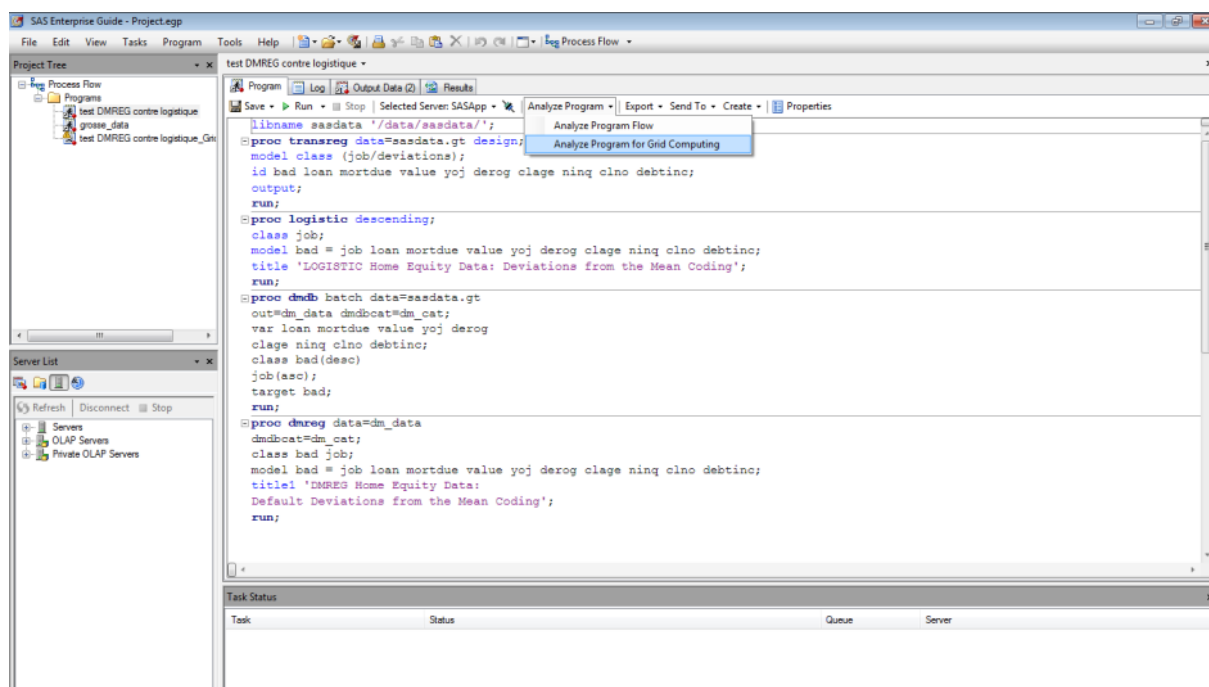 SAS Enterprise Guide - Project.egp
File Edit View Tasks Program Tools Help Process Flow
Project Tree
test DMREG contre logistique
Process Flow
Programs
test DMREG contre logistique
grosse_data
test DMREG contre logistique_Gri
Program Log Output Data (2) Results
Save Run Stop Selected Server: SASApp Analyze Program Export Send To Create Properties
Analyze Program Flow
Analyze Program for Grid Computing
libname sasdata '/data/sasdata/';
proc transreg data=sasdata.gt design;
model class (job/deviations);
id bad loan mortdue value yoj derog clage ninq clno debtinc;
output;
run;
proc logistic descending;
class job;
model bad = job loan mortdue value yoj derog clage ninq clno debtinc;
title 'LOGISTIC Home Equity Data: Deviations from the Mean Coding';
run;
proc dmdb batch data=sasdata.gt
out=dm_data dmdbcat=dm_cat;
var loan mortdue value yoj derog
clage ninq clno debtinc;
class bad(desc)
job(asc);
target bad;
run;
proc dmreg data=dm_data
dmdbcat=dm_cat;
class bad job;
model bad = job loan mortdue value yoj derog clage ninq clno debtinc;
title1 'DMREG Home Equity Data:
Default Deviations from the Mean Coding';
run;
Server List
Refresh Disconnect Stop
Servers
OLAP Servers
Private OLAP Servers
Task Status
Task Status Queue Server